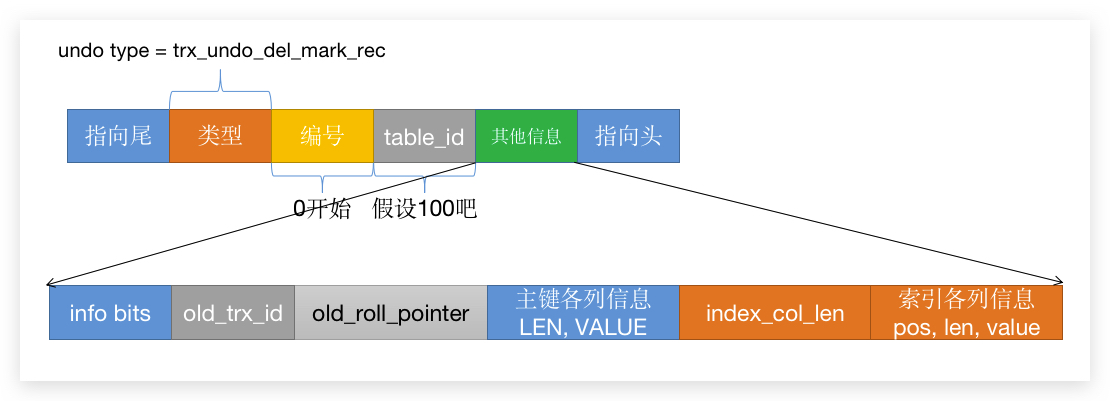 undo type = trx_undo_del_mark_rec
指向尾
类型
编号
table_id
其他信息
指向头
0开始
假设100吧
info bits
old_trx_id
old_roll_pointer
主键各列信息
LEN, VALUE
index_col_len
索引各列信息
pos, len, value